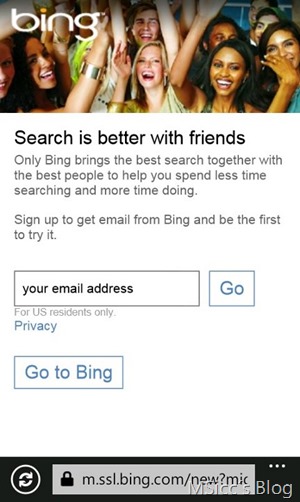 bing
Search is better with friends
Only Bing brings the best search together with
the best people to help you spend less time
searching and more time doing.
Sign up to get email from Bing and be the first
to try it.
your email address
Go
For US residents only.
Privacy
Go to Bing
m.ssl.bing.com/new?mic
MSicc's Blog